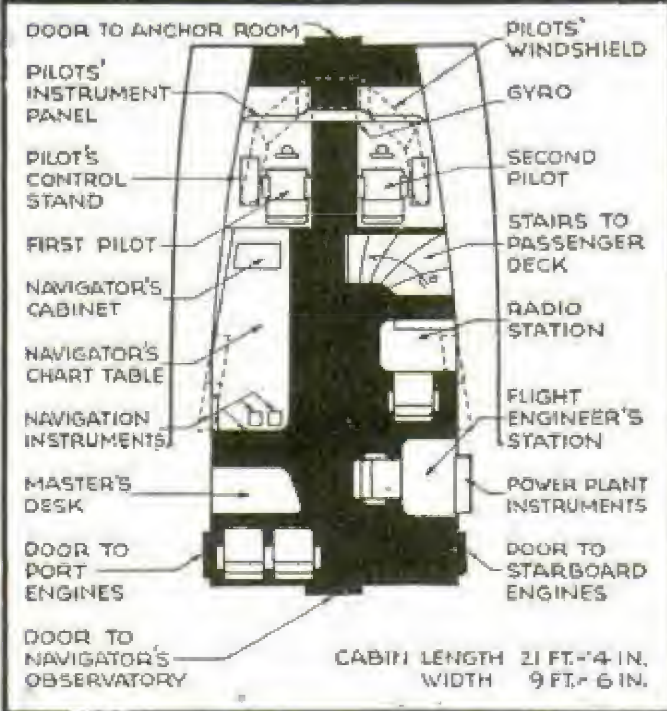 DOOR TO ANCHOR ROOM
PILOTS'
INSTRUMENT
PANEL
PILOT'S
CONTROL
STAND
FIRST PILOT
NAVIGATOR'S
CABINET
NAVIGATOR'S
CHART TABLE
NAVIGATION
INSTRUMENTS
MASTER'S
DESK
DOOR TO
PORT
ENGINES
DOOR TO
NAVIGATOR'S
OBSERVATORY
PILOTS'
WINDSHIELD
GYRO
SECOND
PILOT
STAIRS TO
PASSENGER
DECK
RADIO
STATION
FLIGHT
ENGINEER'S
STATION
POWER PLANT
INSTRUMENTS
DOOR TO
STARBOARD
ENGINES
CABIN LENGTH 21 FT.-4 IN.
WIDTH 9 FT.-6 IN.